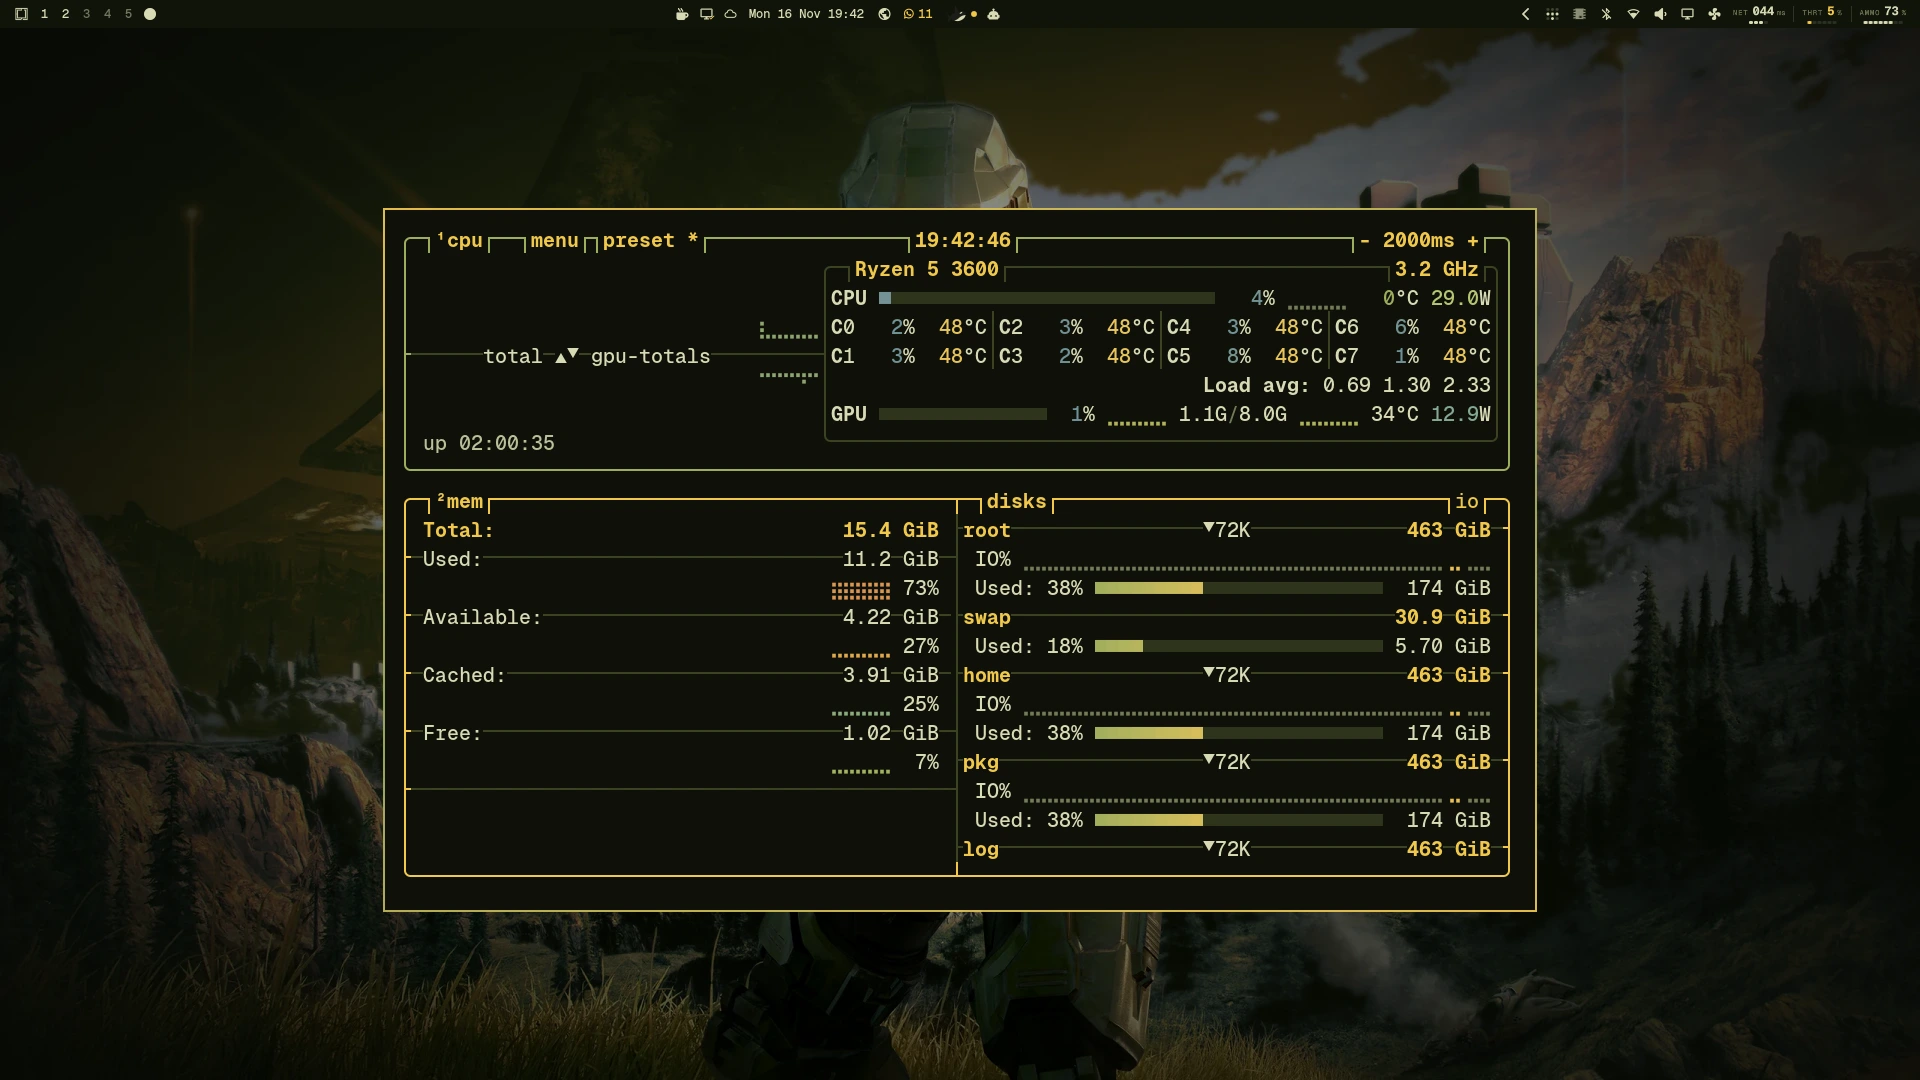 1 2 3 4 5
Mon 16 Nov 19:42
11
NET 044 ms THRT 5 % AMMO 73 %
¹cpu menu preset * 19:42:46 - 2000ms +
Ryzen 5 3600 3.2 GHz
CPU 4% 0°C 29.0W
C0 2% 48°C C2 3% 48°C C4 3% 48°C C6 6% 48°C
total ▲▼ gpu-totals
C1 3% 48°C C3 2% 48°C C5 8% 48°C C7 1% 48°C
Load avg: 0.69 1.30 2.33
GPU 1% 1.1G/8.0G 34°C 12.9W
up 02:00:35
²mem
Total: 15.4 GiB
Used: 11.2 GiB
73%
Available: 4.22 GiB
27%
Cached: 3.91 GiB
25%
Free: 1.02 GiB
7%
disks io
root ▼72K 463 GiB
IO%
Used: 38% 174 GiB
swap 30.9 GiB
Used: 18% 5.70 GiB
home ▼72K 463 GiB
IO%
Used: 38% 174 GiB
pkg ▼72K 463 GiB
IO%
Used: 38% 174 GiB
log ▼72K 463 GiB